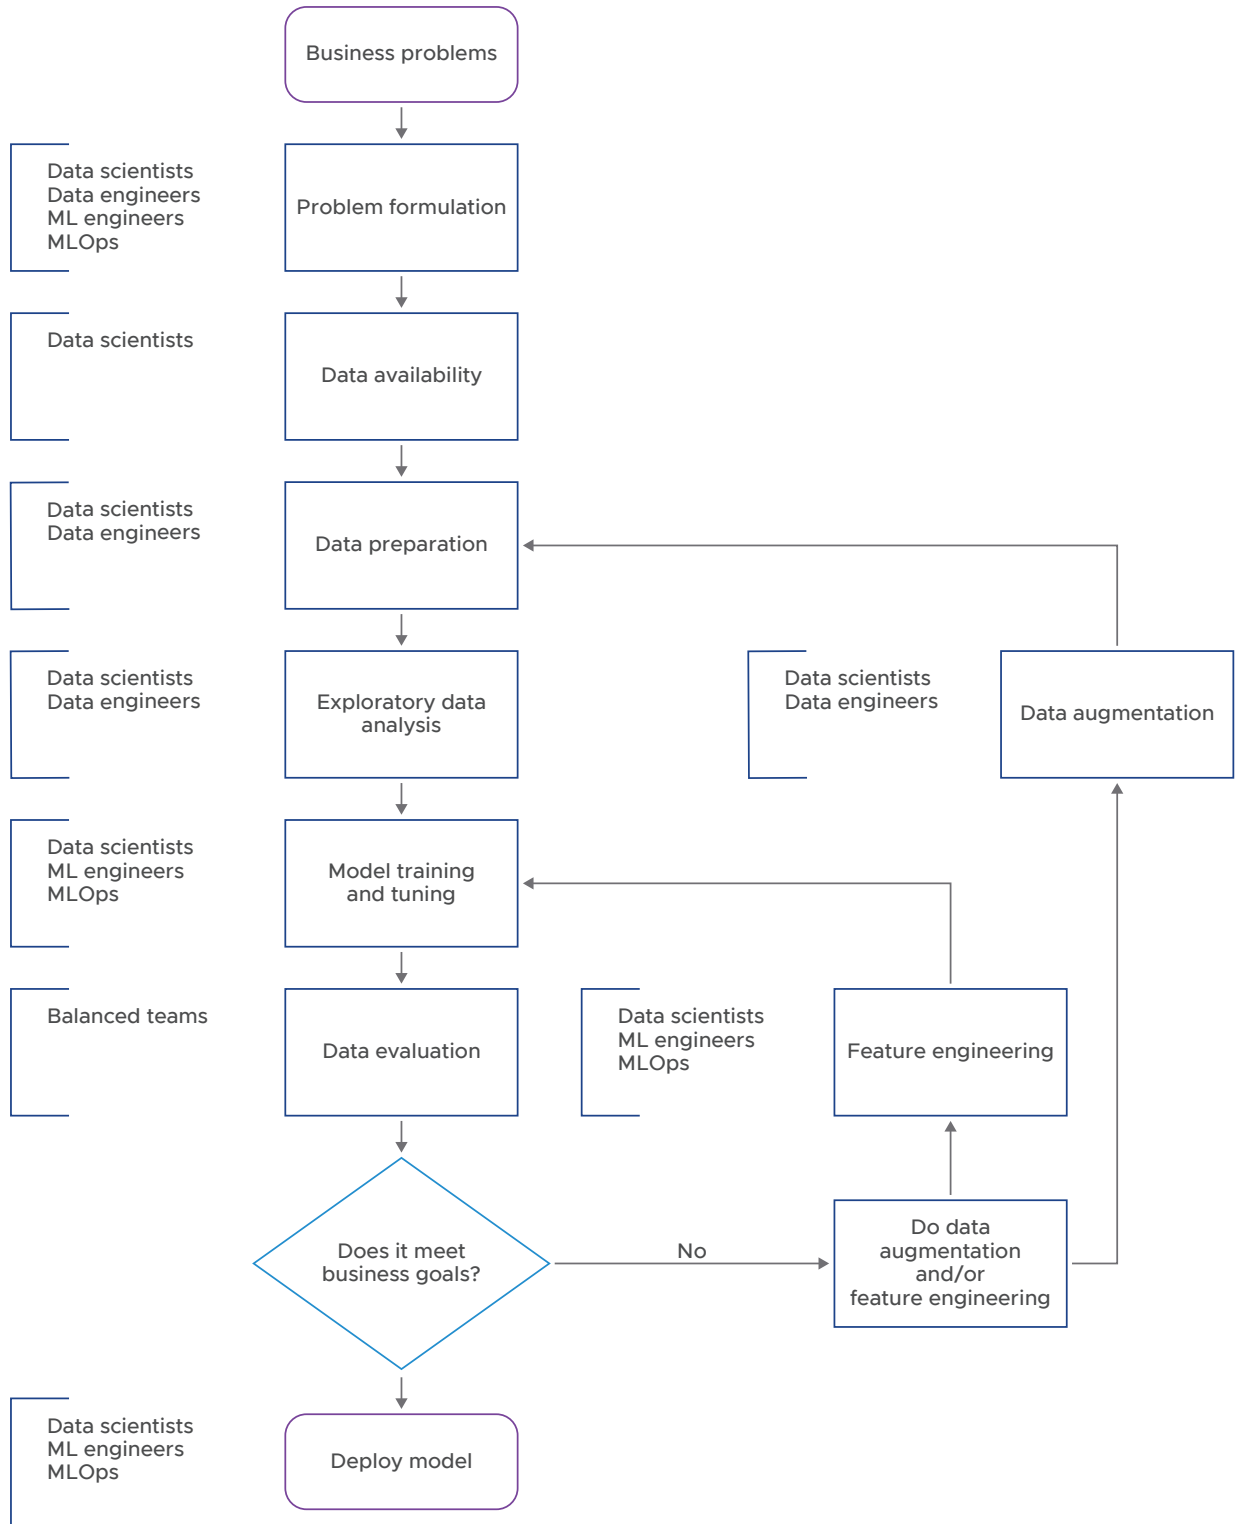 Business problems
Data scientists
Data engineers
ML engineers
MLOps
Problem formulation
Data scientists
Data availability
Data scientists
Data engineers
Data preparation
Data scientists
Data engineers
Exploratory data
analysis
Data scientists
Data engineers
Data augmentation
Data scientists
ML engineers
MLOps
Model training
and tuning
Balanced teams
Data evaluation
Data scientists
ML engineers
MLOps
Feature engineering
Does it meet
business goals?
No
Do data
augmentation
and/or
feature engineering
Data scientists
ML engineers
MLOps
Deploy model